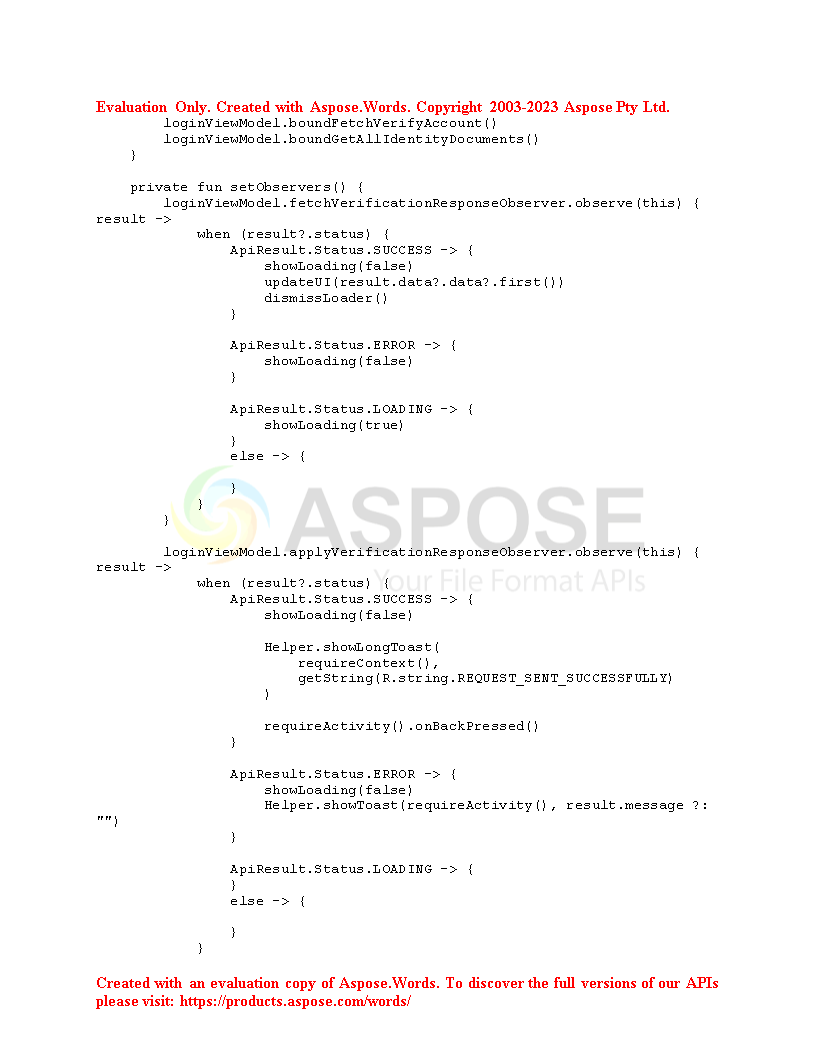 Evaluation Only. Created with Aspose.Words. Copyright 2003-2023 Aspose Pty Ltd.
        loginViewModel.boundFetchVerifyAccount()
        loginViewModel.boundGetAllIdentityDocuments()
    }

    private fun setObservers() {
        loginViewModel.fetchVerificationResponseObserver.observe(this) {
result ->
            when (result?.status) {
                ApiResult.Status.SUCCESS -> {
                    showLoading(false)
                    updateUI(result.data?.data?.first())
                    dismissLoader()
                }

                ApiResult.Status.ERROR -> {
                    showLoading(false)
                }

                ApiResult.Status.LOADING -> {
                    showLoading(true)
                }
                else -> {

                }
            }
        }
ASPOSE
Your File Format APIs

        loginViewModel.applyVerificationResponseObserver.observe(this) {
result ->
            when (result?.status) {
                ApiResult.Status.SUCCESS -> {
                    showLoading(false)

                    Helper.showLongToast(
                        requireContext(),
                        getString(R.string.REQUEST_SENT_SUCCESSFULLY)
                    )

                    requireActivity().onBackPressed()
                }

                ApiResult.Status.ERROR -> {
                    showLoading(false)
                    Helper.showToast(requireActivity(), result.message ?:
"")
                }

                ApiResult.Status.LOADING -> {
                }
                else -> {

                }
            }
Created with an evaluation copy of Aspose.Words. To discover the full versions of our APIs
please visit: https://products.aspose.com/words/